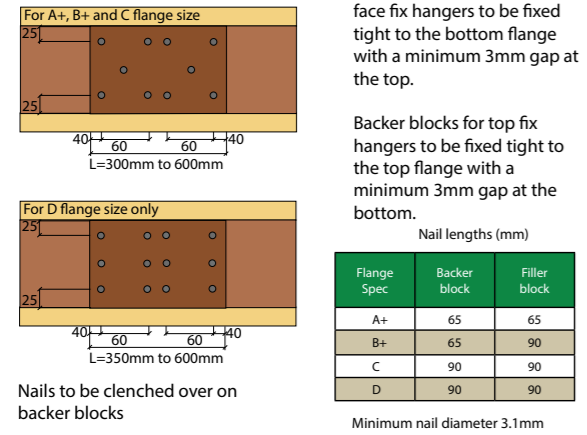 For A+, B+ and C flange size
25
25
40
60
60
40
L=300mm to 600mm
For D flange size only
25
25
40
60
60
40
L=350mm to 600mm
Nails to be clenched over on
backer blocks
face fix hangers to be fixed
tight to the bottom flange
with a minimum 3mm gap at
the top.
Backer blocks for top fix
hangers to be fixed tight to
the top flange with a
minimum 3mm gap at the
bottom.
Nail lengths (mm)
Flange Spec Backer block Filler block
A+ 65 65
B+ 65 90
C 90 90
D 90 90
Minimum nail diameter 3.1mm